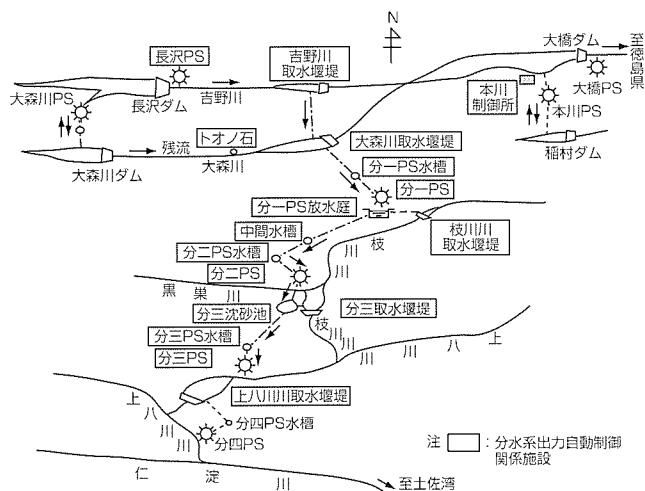 N
長沢PS
吉野川
取水堰堤
大橋ダム
至徳島県
大森川PS
長沢ダム
吉野川
本川
制御所
大橋PS
本川PS
トオノ石
残流
大森川
大森川取水堰堤
稲村ダム
大森川ダム
分一PS水槽
分一PS
分一PS放水庭
中間水槽
枝川川
取水堰堤
分二PS水槽
枝川川
分二PS
黒巣川
分三沈砂池
分三取水堰堤
分三PS水槽
枝川川
上八川川
分三PS
上八川川取水堰堤
上八川川
分四PS水槽
分四PS
注 :分水系出力自動制御
関係施設
仁淀川
至土佐湾